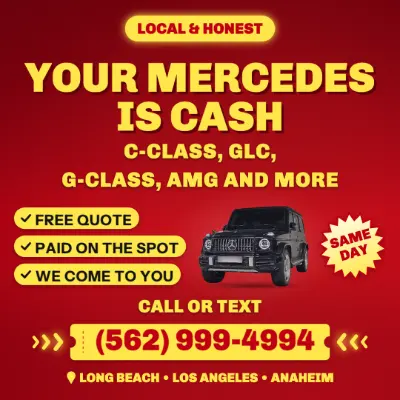 LOCAL & HONEST
YOUR MERCEDES
IS CASH
C-CLASS, GLC,
G-CLASS, AMG AND MORE
FREE QUOTE
PAID ON THE SPOT
WE COME TO YOU
SAME
DAY
CALL OR TEXT
(562) 999-4994
LONG BEACH • LOS ANGELES • ANAHEIM